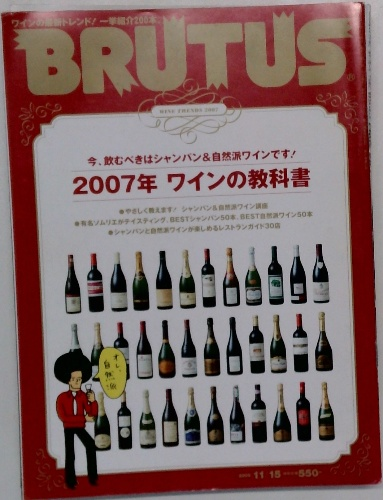 ワインの最新トレンド! 一挙紹介200本。
BRUTUS
WINE TRENDS 2007
今、飲むべきはシャンパン&自然派ワインです!
2007年 ワインの教科書
●やさしく教えます! シャンパン&自然派ワイン講座
●有名ソムリエがテイスティング、BESTシャンパン50本、BEST自然派ワイン50本
●シャンパンと自然派ワインが楽しめるレストランガイド30店
オレ、
自然派
11 15
550